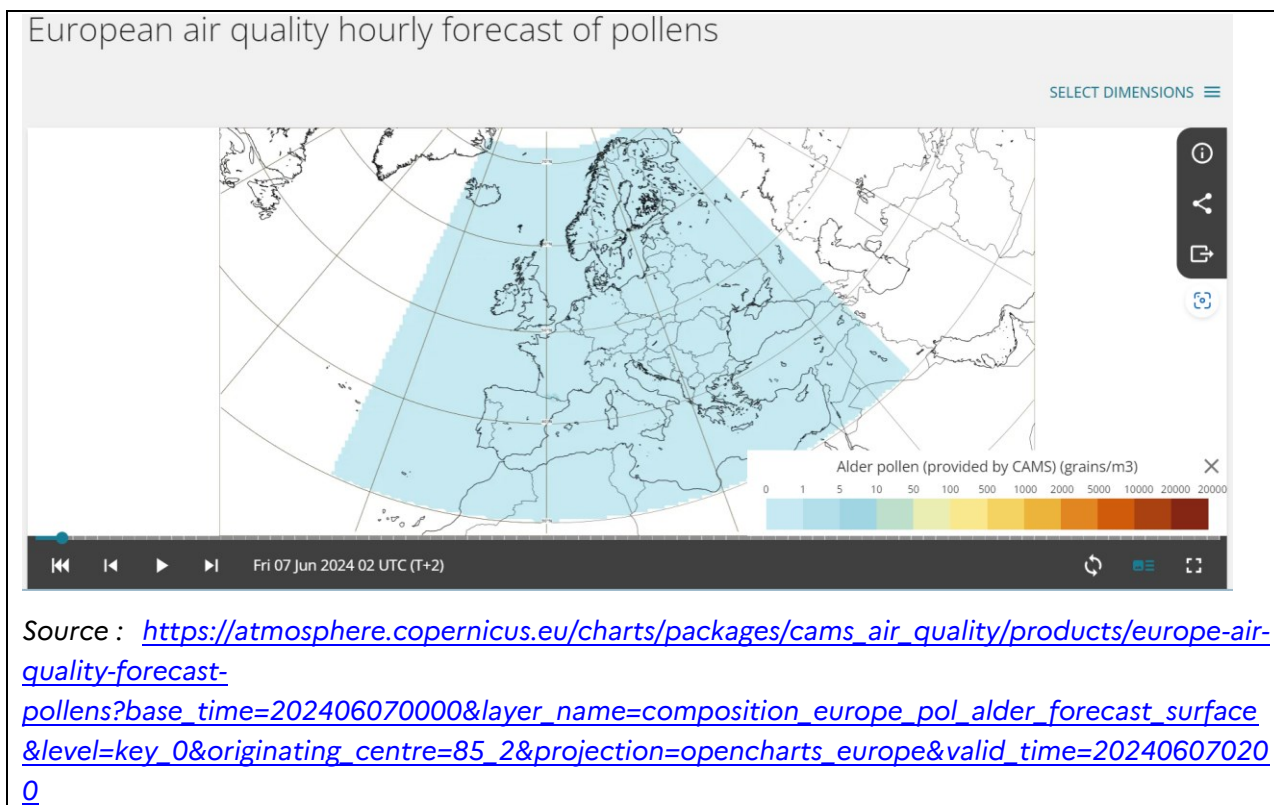 European air quality hourly forecast of pollens
SELECT DIMENSIONS
Alder pollen (provided by CAMS) (grains/m3)
0 1 5 10 50 100 500 1000 2000 5000 10000 20000 20000
Fri 07 Jun 2024 02 UTC (T+2)
Source : https://atmosphere.copernicus.eu/charts/packages/cams_air_quality/products/europe-air-
quality-forecast-
pollens?base_time=202406070000&layer_name=composition_europe_pol_alder_forecast_surface
&level=key_0&originating_centre=85_2&projection=opencharts_europe&valid_time=20240607020
0